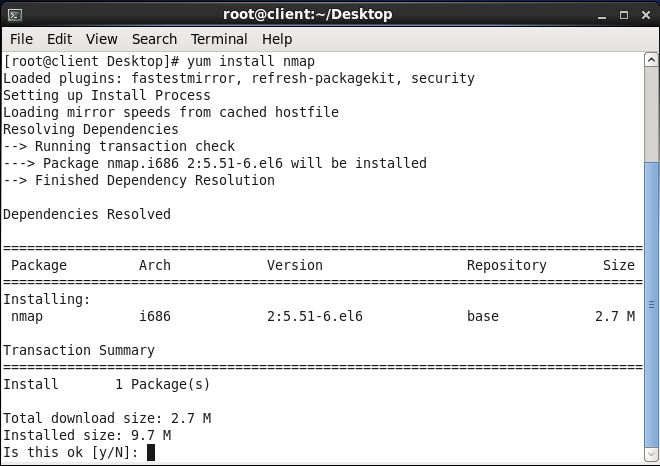 root@client:~/Desktop
File Edit View Search Terminal Help
[root@client Desktop]# yum install nmap
Loaded plugins: fastestmirror, refresh-packagekit, security
Setting up Install Process
Loading mirror speeds from cached hostfile
Resolving Dependencies
--> Running transaction check
---> Package nmap.i686 2:5.51-6.el6 will be installed
--> Finished Dependency Resolution
Dependencies Resolved
================================================================================
Package Arch Version Repository Size
================================================================================
Installing:
nmap i686 2:5.51-6.el6 base 2.7 M
Transaction Summary
================================================================================
Install 1 Package(s)
Total download size: 2.7 M
Installed size: 9.7 M
Is this ok [y/N]: